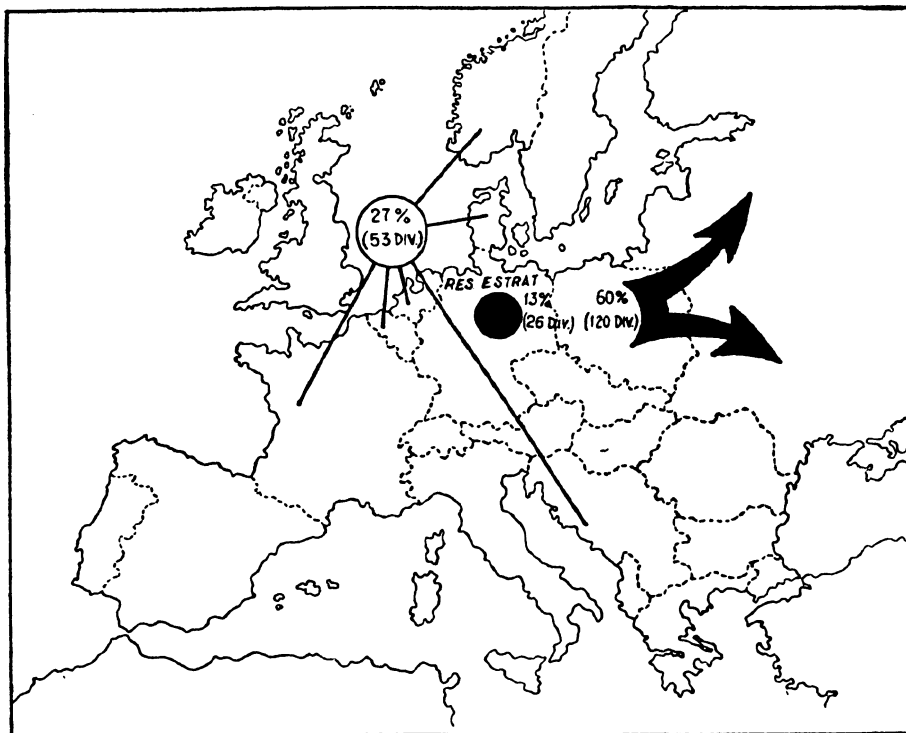 27%
(53 DIV.)
RES ESTRAT
13%
(26 DIV.)
60%
(120 DIV.)